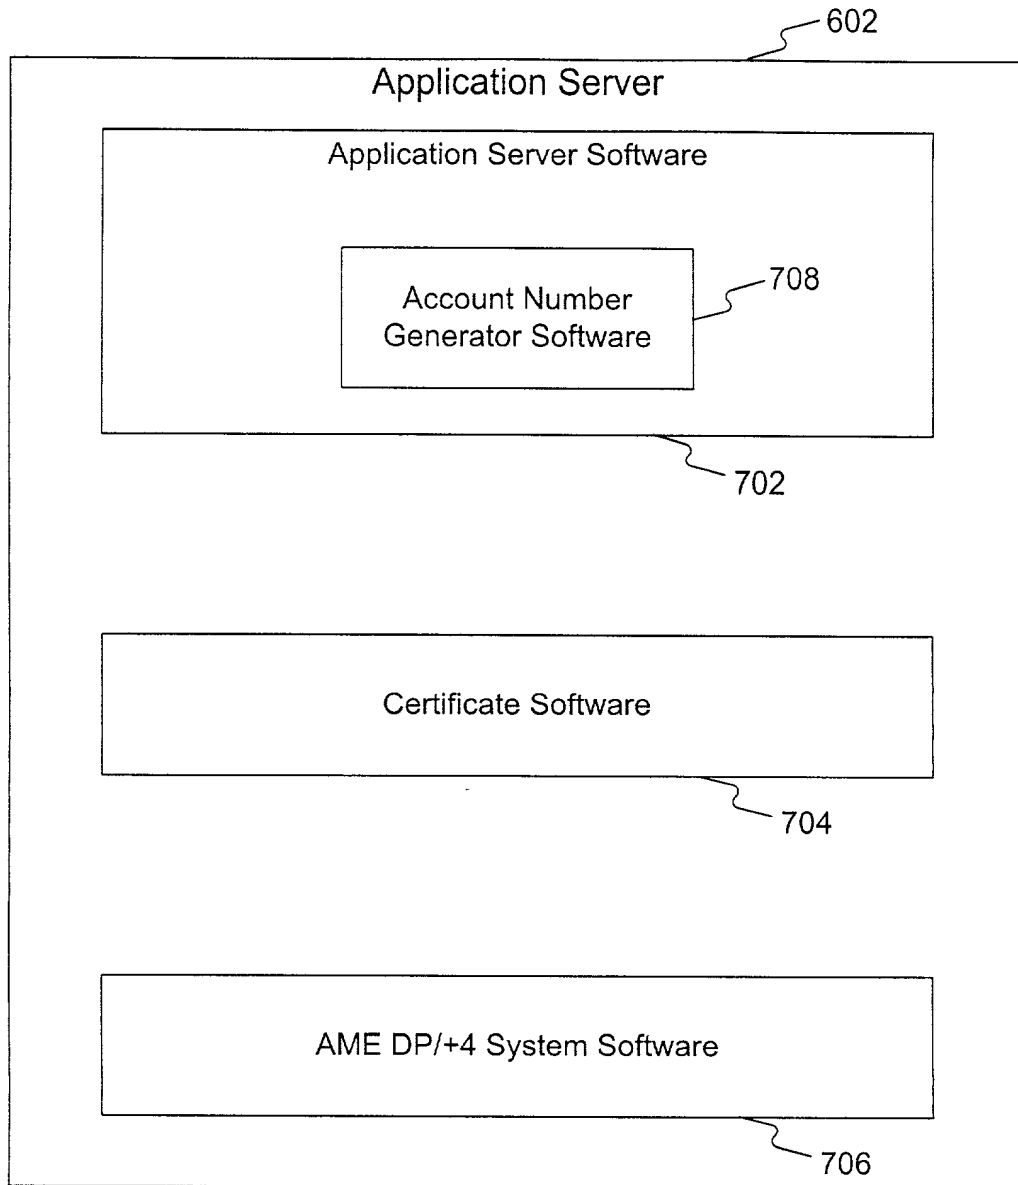 602
Application Server
Application Server Software
Account Number
Generator Software
708
702
Certificate Software
704
AME DP/+4 System Software
706